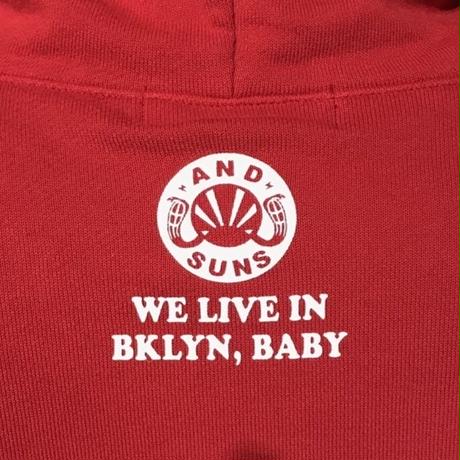 AND
SUNS
WE LIVE IN
BKLYN, BABY